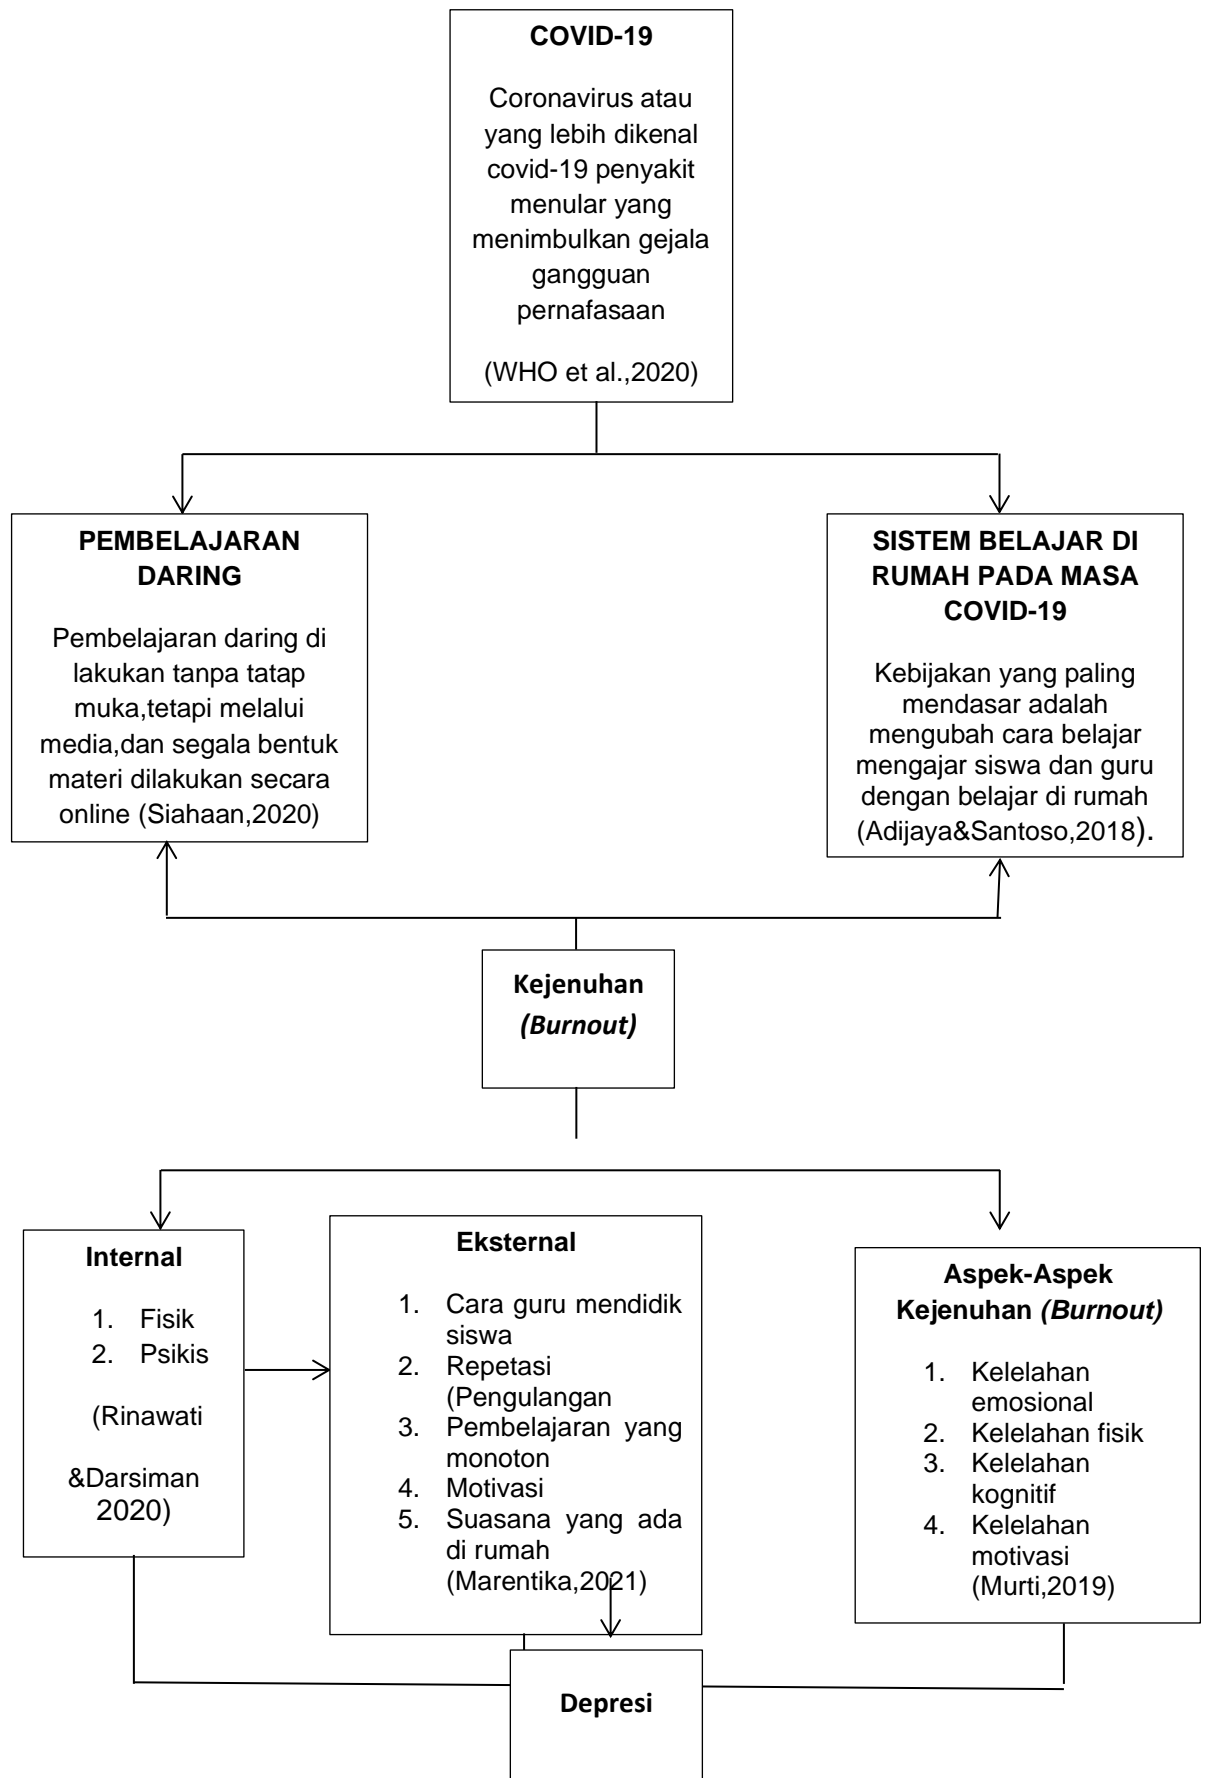 COVID-19
Coronavirus atau
yang lebih dikenal
covid-19 penyakit
menular yang
menimbulkan gejala
gangguan
pernafasaan
(WHO et al.,2020)
PEMBELAJARAN
DARING
Pembelajaran daring di
lakukan tanpa tatap
muka,tetapi melalui
media,dan segala bentuk
materi dilakukan secara
online (Siahaan,2020)
SISTEM BELAJAR DI
RUMAH PADA MASA
COVID-19
Kebijakan yang paling
mendasar adalah
mengubah cara belajar
mengajar siswa dan guru
dengan belajar di rumah
(Adijaya&Santoso,2018).
Kejenuhan
(Burnout)
Internal
1. Fisik
2. Psikis
(Rinawati
&Darsiman
2020)
Eksternal
1. Cara guru mendidik
siswa
2. Repetasi
(Pengulangan
3. Pembelajaran yang
monoton
4. Motivasi
5. Suasana yang ada
di rumah
(Marentika,2021)
Aspek-Aspek
Kejenuhan (Burnout)
1. Kelelahan
emosional
2. Kelelahan fisik
3. Kelelahan
kognitif
4. Kelelahan
motivasi
(Murti,2019)
Depresi